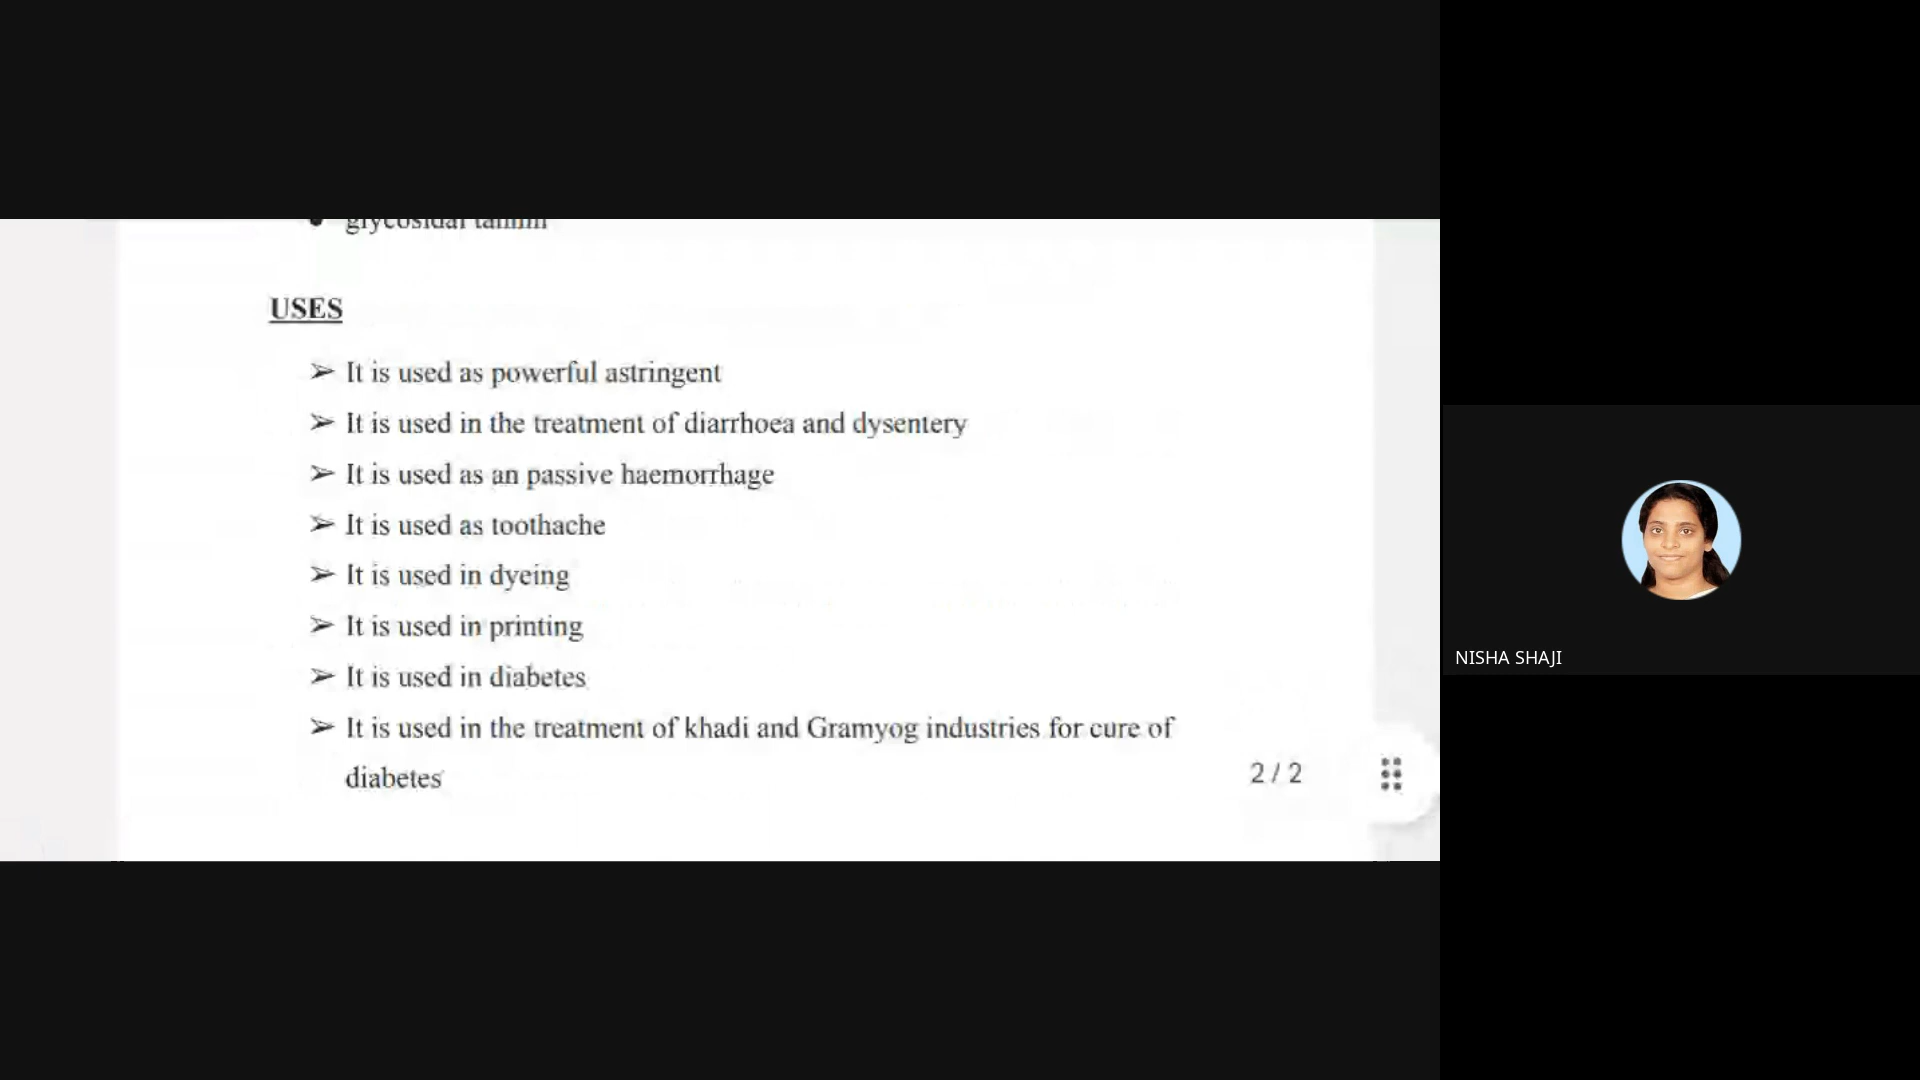 glycosidal tannin
USES
➢ It is used as powerful astringent
➢ It is used in the treatment of diarrhoea and dysentery
➢ It is used as an passive haemorrhage
➢ It is used as toothache
➢ It is used in dyeing
➢ It is used in printing
➢ It is used in diabetes
➢ It is used in the treatment of khadi and Gramyog industries for cure of
diabetes
2 / 2
NISHA SHAJI